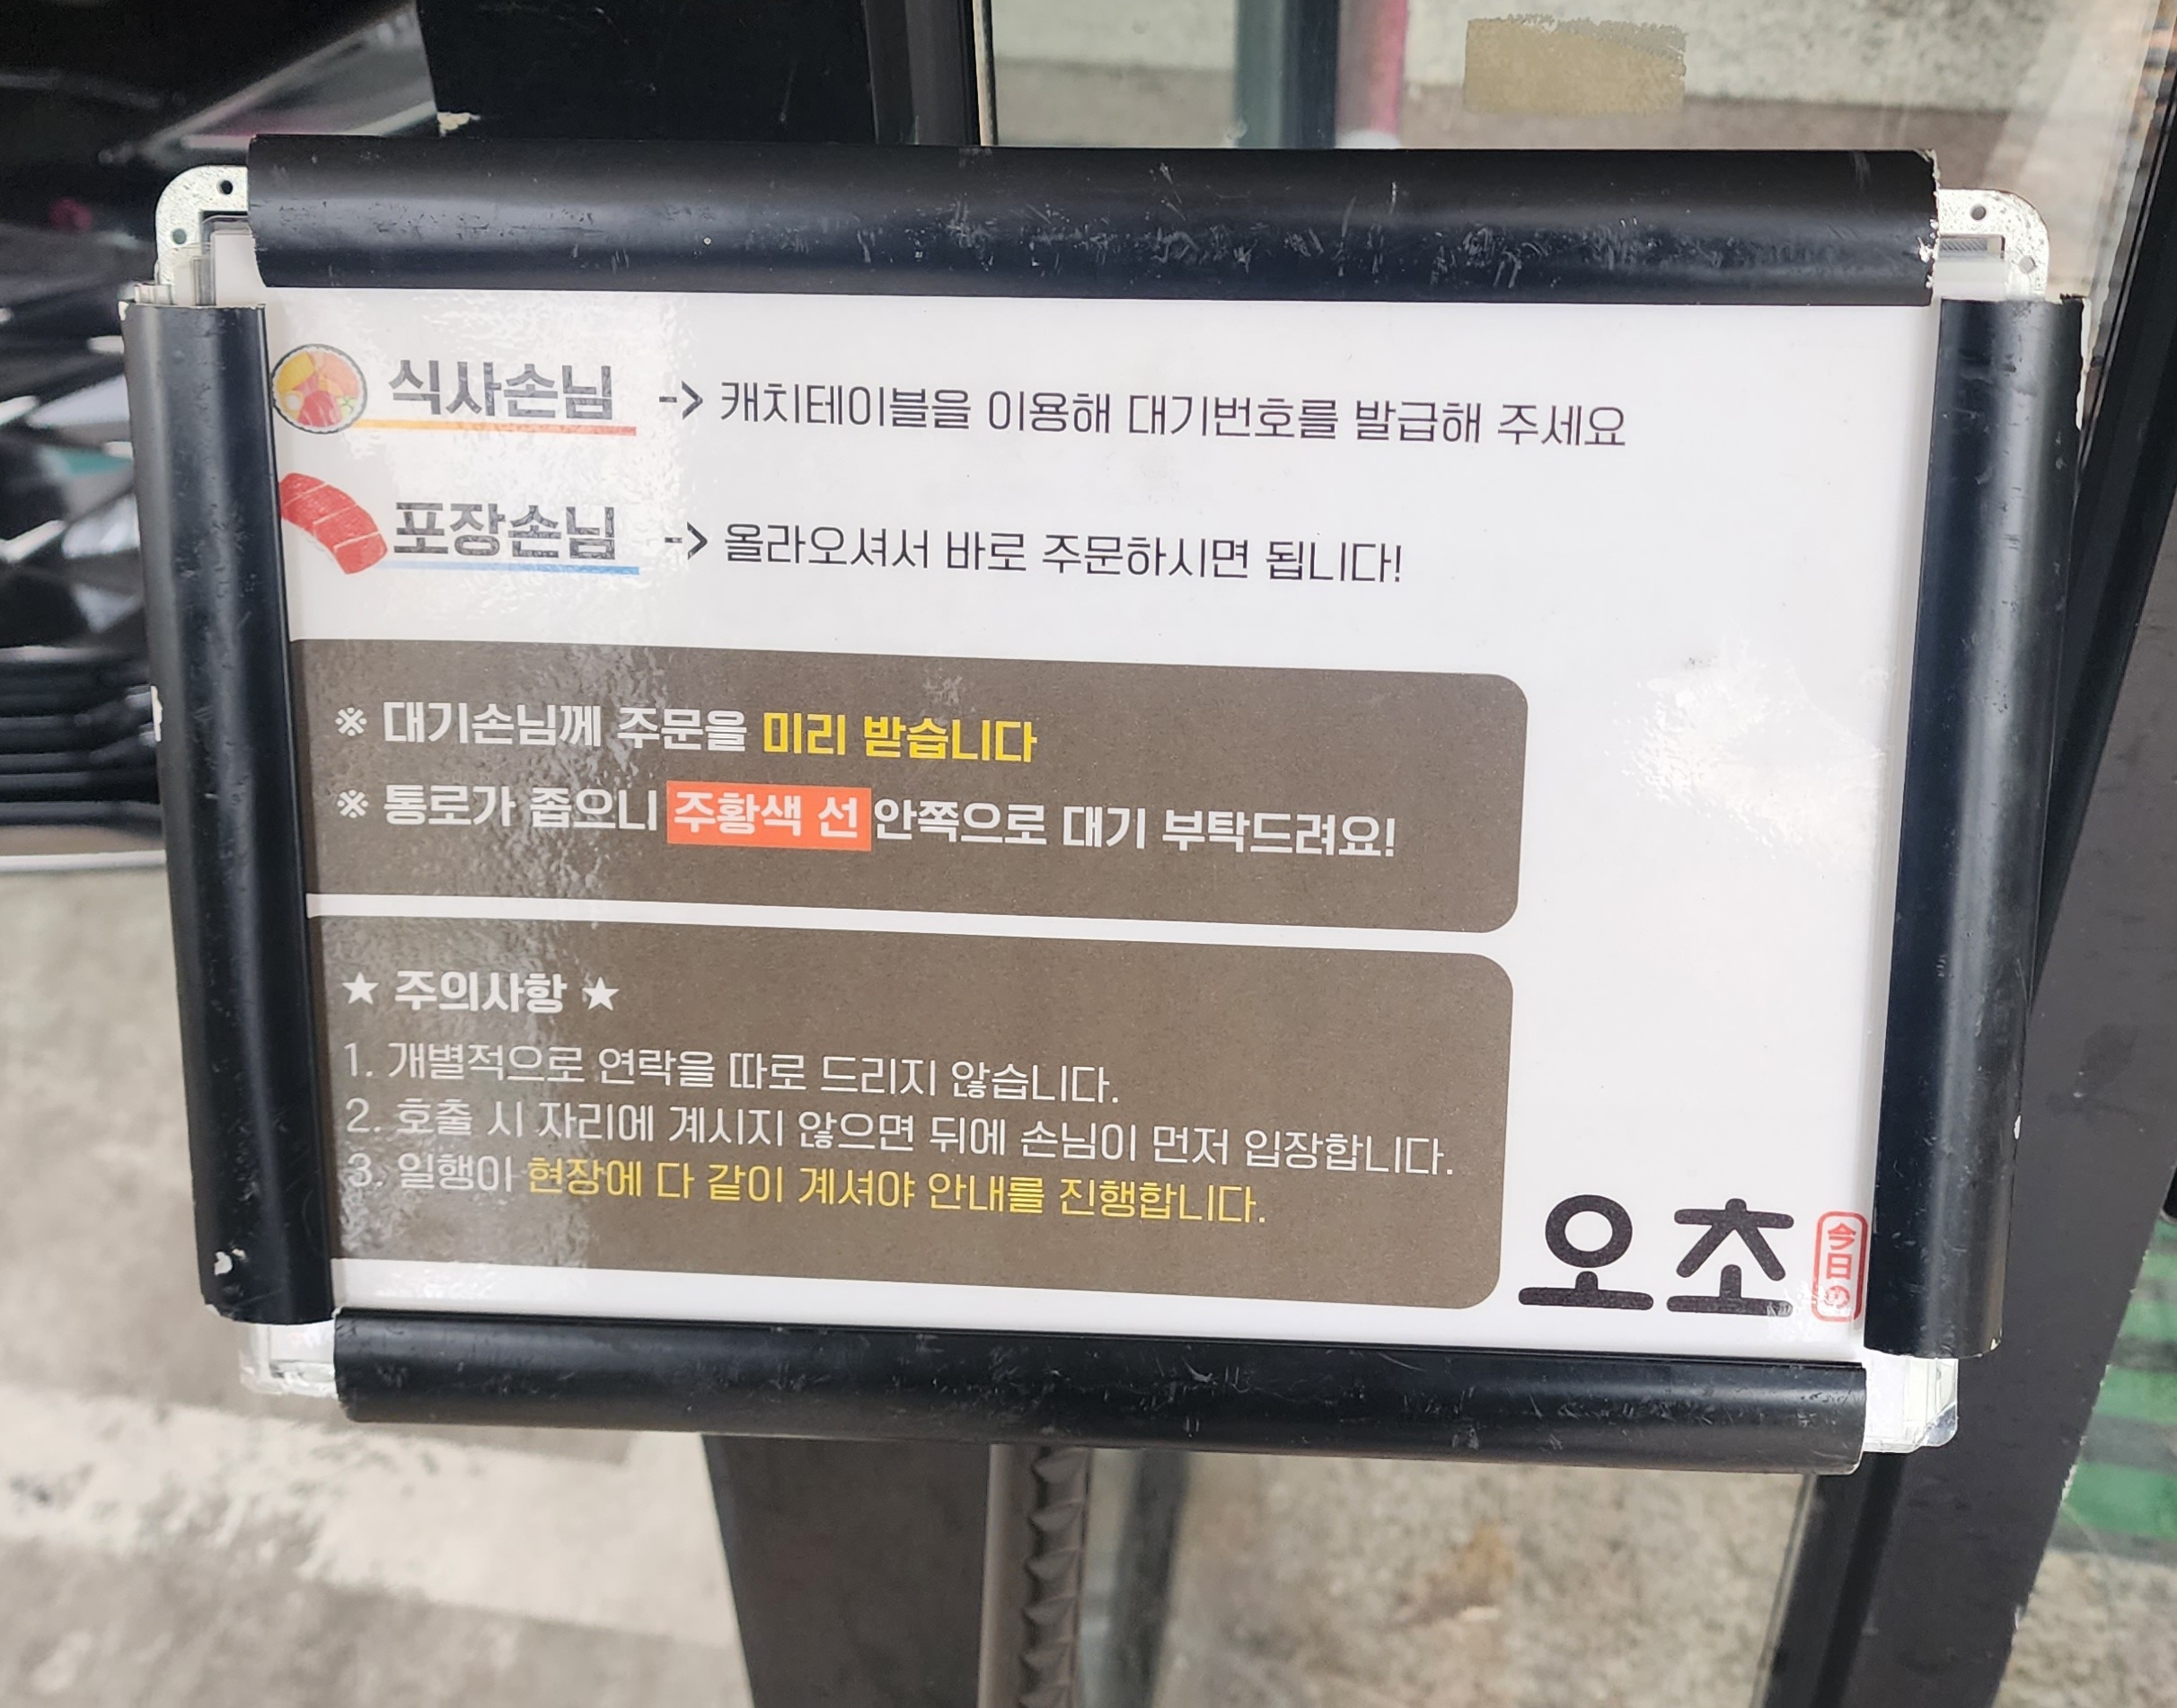 식사손님 -> 캐치테이블을 이용해 대기번호를 발급해 주세요
포장손님 -> 올라오셔서 바로 주문하시면 됩니다!
※ 대기손님께 주문을 미리 받습니다
※ 통로가 좁으니 주황색 선 안쪽으로 대기 부탁드려요!
★ 주의사항 ★
1. 개별적으로 연락을 따로 드리지 않습니다.
2. 호출 시 자리에 계시지 않으면 뒤에 손님이 먼저 입장합니다.
3. 일행이 현장에 다 같이 계셔야 안내를 진행합니다.
오초
今日の